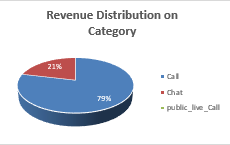 Revenue Distribution on
Category
21%
79%
Call
Chat
public_live_Call